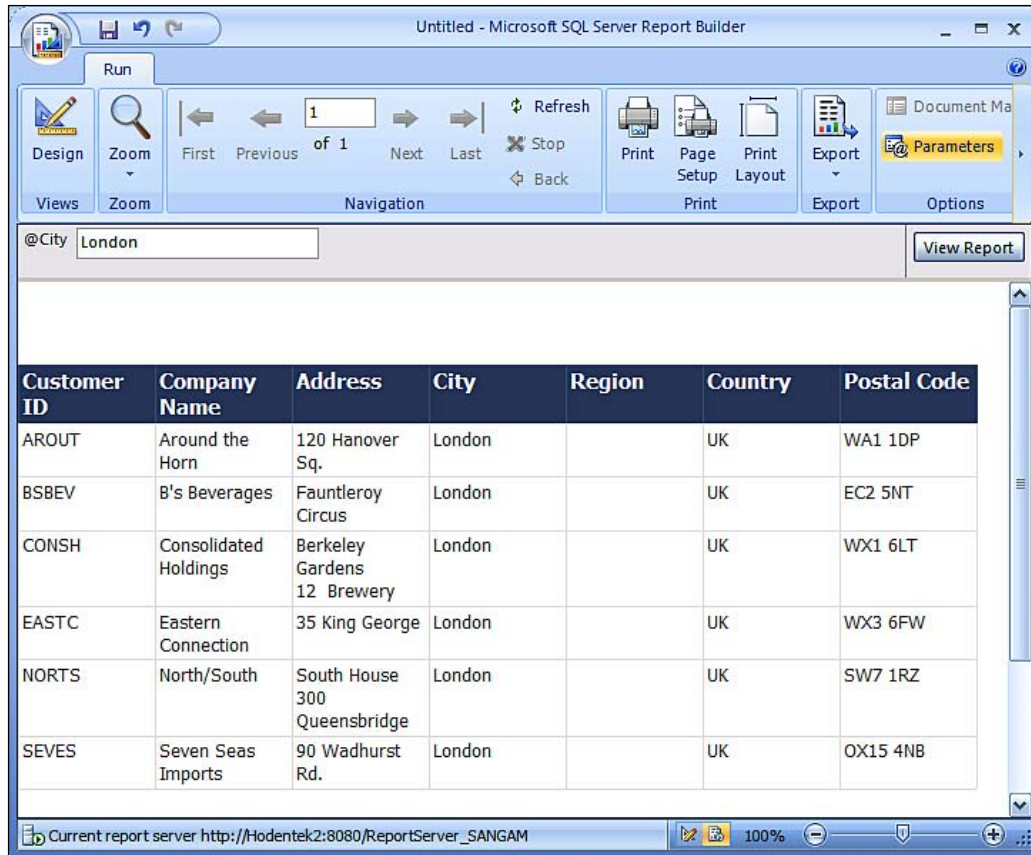 Untitled - Microsoft SQL Server Report Builder
Run
Design
Zoom
First
Previous
1
of 1
Next
Last
Refresh
Stop
Back
Print
Page
Setup
Print
Layout
Export
Document Ma
Parameters
Views
Zoom
Navigation
Print
Export
Options
@City
London
View Report
Customer
ID
Company
Name
Address
City
Region
Country
Postal Code
AROUT
Around the
Horn
120 Hanover
Sq.
London
UK
WA1 1DP
BSBEV
B's Beverages
Fauntleroy
Circus
London
UK
EC2 5NT
CONSH
Consolidated
Holdings
Berkeley
Gardens
12  Brewery
London
UK
WX1 6LT
EASTC
Eastern
Connection
35 King George
London
UK
WX3 6FW
NORTS
North/South
South House
300
Queensbridge
London
UK
SW7 1RZ
SEVES
Seven Seas
Imports
90 Wadhurst
Rd.
London
UK
OX15 4NB
Current report server http://Hodentek2:8080/ReportServer_SANGAM
100%